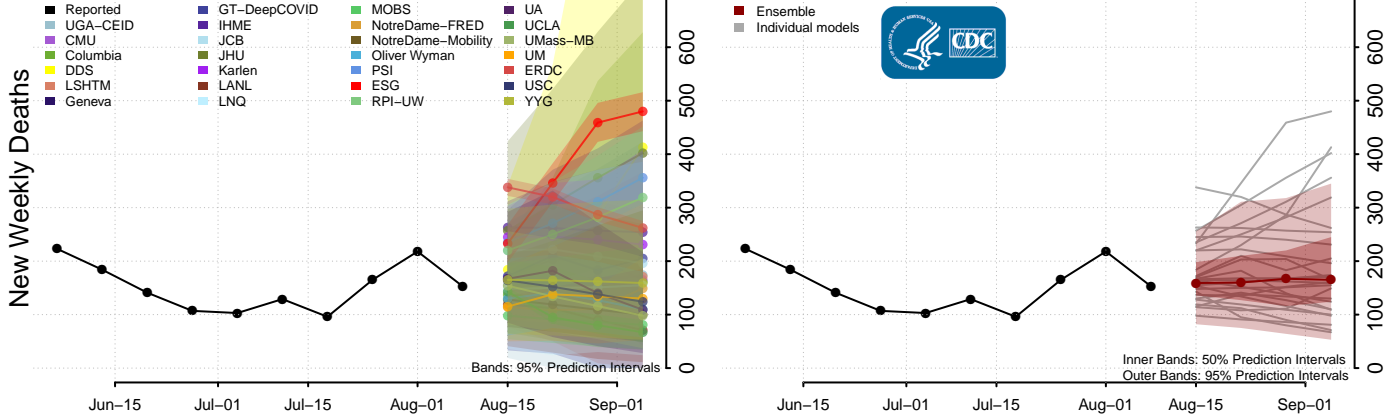 New Weekly Deaths
Reported
UGA−CEID
CMU
Columbia
DDS
LSHTM
Geneva
GT−DeepCOVID
IHME
JCB
JHU
Karlen
LANL
LNQ
MOBS
NotreDame−FRED
NotreDame−Mobility
Oliver Wyman
PSI
ESG
RPI−UW
UA
UCLA
UMass−MB
UM
ERDC
USC
YYG
600
500
400
300
200
100
0
Bands: 95% Prediction Intervals
Jun−15 Jul−01 Jul−15 Aug−01 Aug−15 Sep−01
Ensemble
Individual models
CDC
600
500
400
300
200
100
0
Inner Bands: 50% Prediction Intervals
Outer Bands: 95% Prediction Intervals
Jun−15 Jul−01 Jul−15 Aug−01 Aug−15 Sep−01